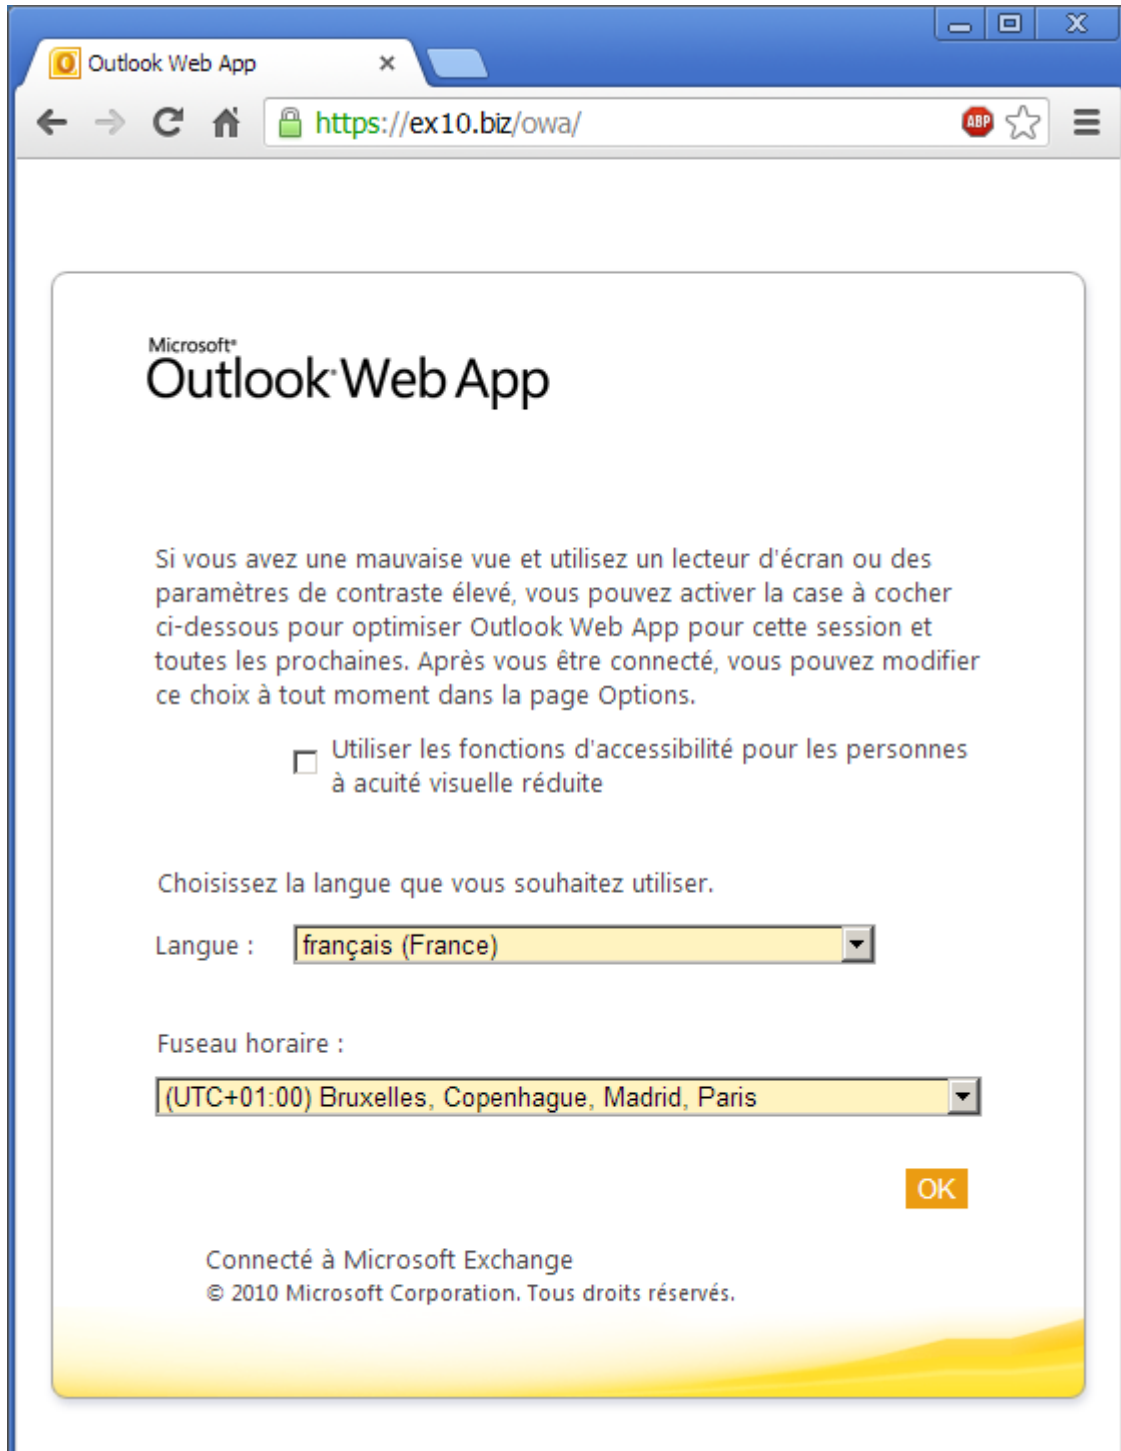 Outlook Web App
https://ex10.biz/owa/
ABP
Microsoft®
Outlook® Web App
Si vous avez une mauvaise vue et utilisez un lecteur d'écran ou des
paramètres de contraste élevé, vous pouvez activer la case à cocher
ci-dessous pour optimiser Outlook Web App pour cette session et
toutes les prochaines. Après vous être connecté, vous pouvez modifier
ce choix à tout moment dans la page Options.
Utiliser les fonctions d'accessibilité pour les personnes
à acuité visuelle réduite
Choisissez la langue que vous souhaitez utiliser.
Langue : français (France)
Fuseau horaire :
(UTC+01:00) Bruxelles, Copenhague, Madrid, Paris
OK
Connecté à Microsoft Exchange
© 2010 Microsoft Corporation. Tous droits réservés.